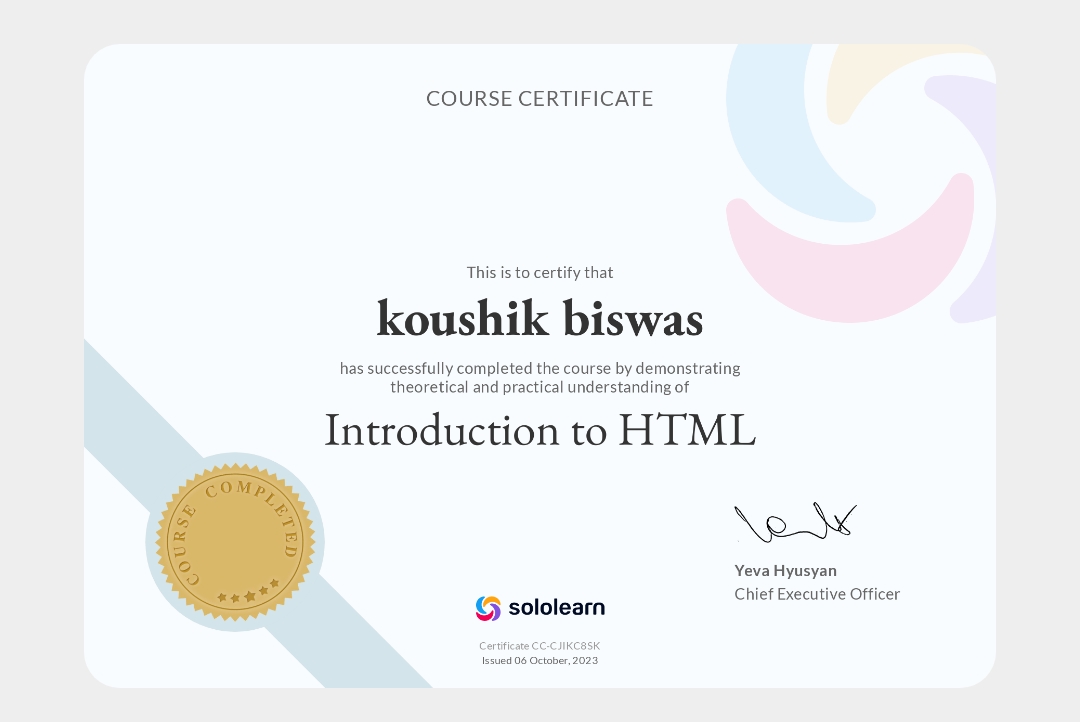 COURSE CERTIFICATE
This is to certify that
koushik biswas
has successfully completed the course by demonstrating
theoretical and practical understanding of
Introduction to HTML
COURSE COMPLETED
Yeva Hyusyan
Chief Executive Officer
sololearn
Certificate CC-CJIKC8SK
Issued 06 October, 2023